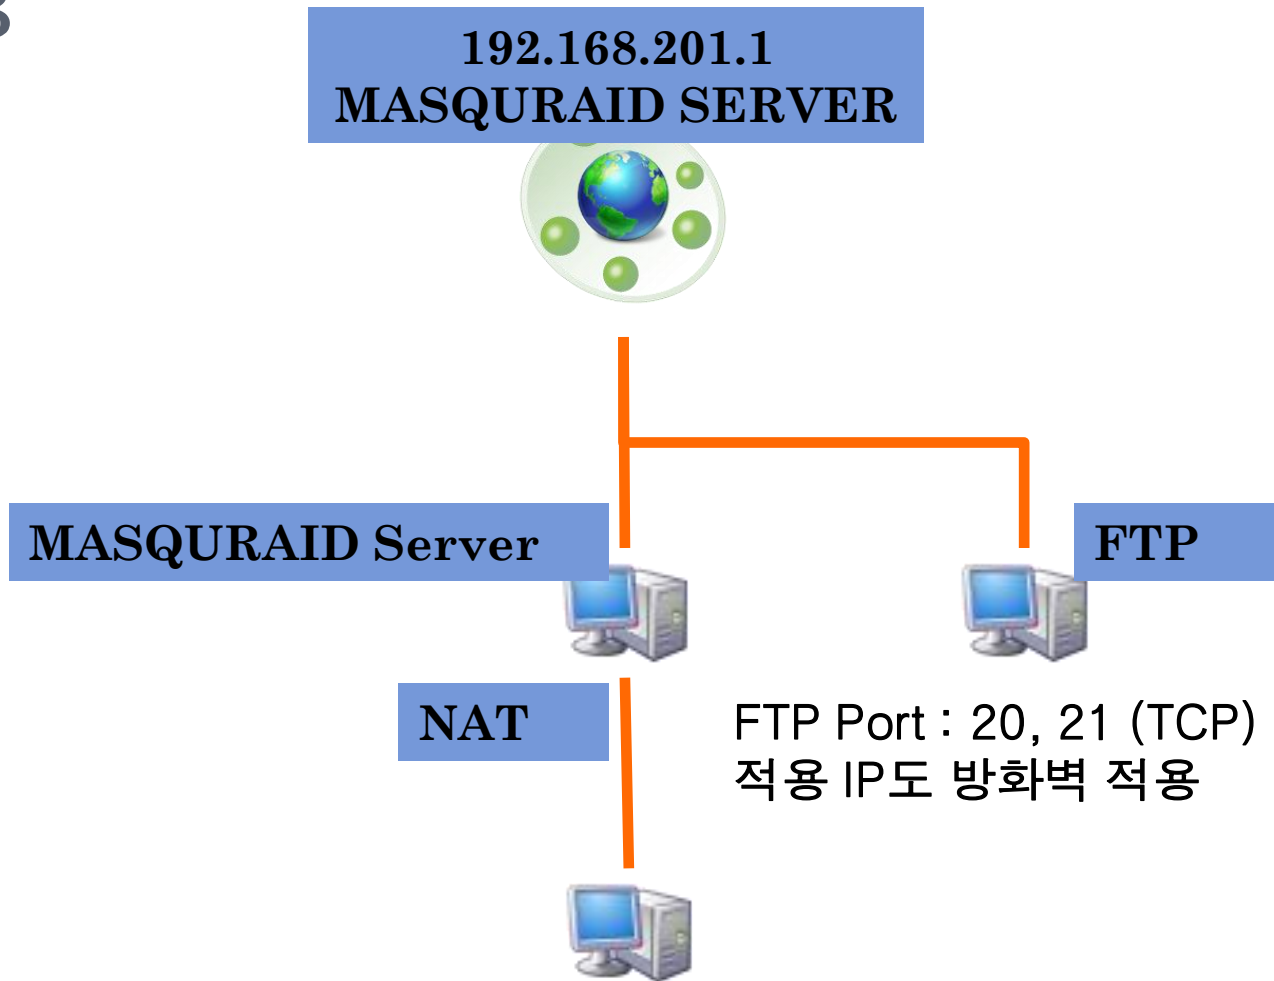 192.168.201.1
MASQURAID SERVER
MASQURAID Server
FTP
NAT
FTP Port : 20, 21 (TCP)
적용 IP도 방화벽 적용